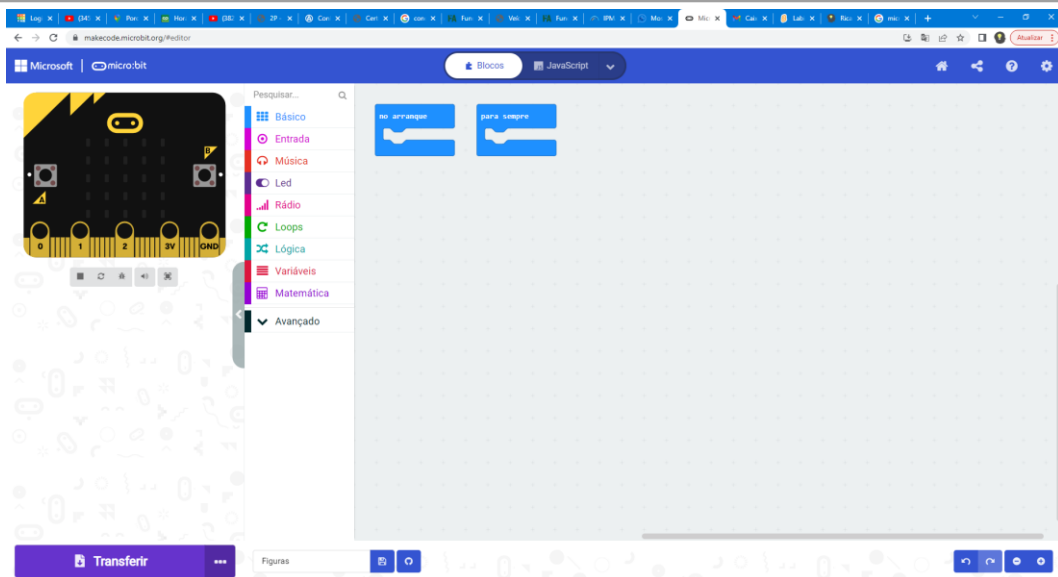 makecode.microbit.org/#editor
Atualizar
Microsoft micro:bit
Blocos
JavaScript
Pesquisar...
Básico
Entrada
Música
Led
Rádio
Loops
Lógica
Variáveis
Matemática
Avançado
no arranque
para sempre
B
A
0 1 2 3V GND
Transferir
Figuras